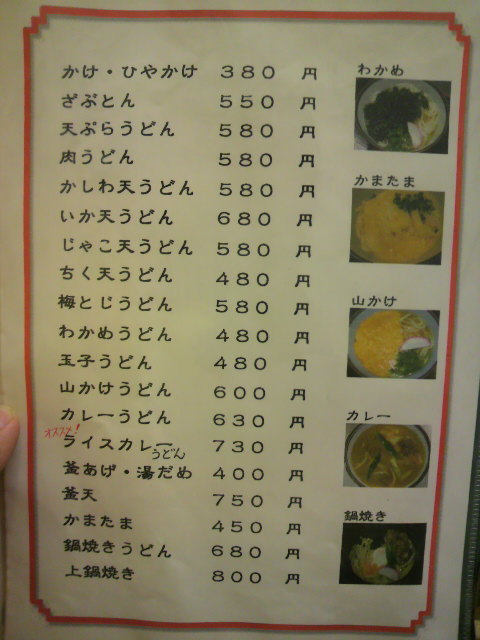 かけ・ひやかけ 380 円
ざぶとん 550 円
天ぷらうどん 580 円
肉うどん 580 円
かしわ天うどん 580 円
いか天うどん 680 円
じゃこ天うどん 580 円
ちく天うどん 480 円
梅とじうどん 580 円
わかめうどん 480 円
玉子うどん 480 円
山かけうどん 600 円
カレーうどん 630 円
オススメ!
ライスカレー 730 円
うどん
釜あげ・湯だめ 400 円
釜天 750 円
かまたま 450 円
鍋焼きうどん 680 円
上鍋焼き 800 円
わかめ
かまたま
山かけ
カレー
鍋焼き